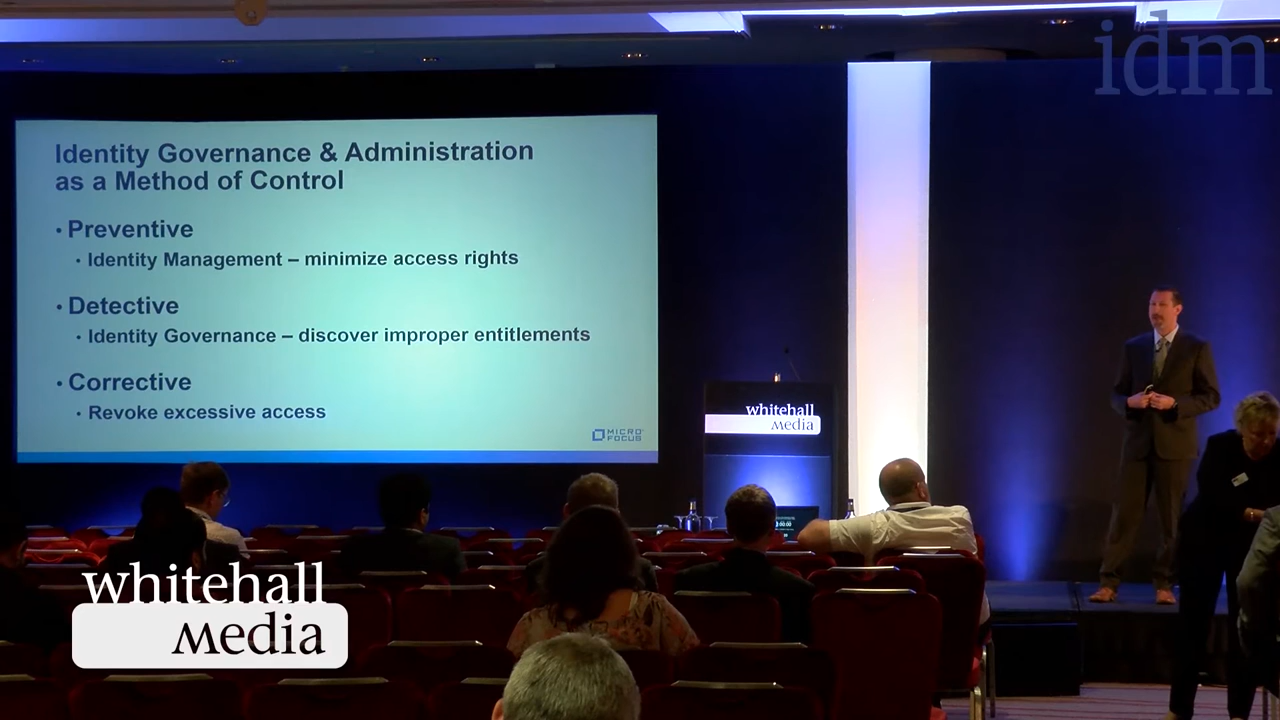 idm
Identity Governance & Administration
as a Method of Control
• Preventive
• Identity Management – minimize access rights
• Detective
• Identity Governance – discover improper entitlements
• Corrective
• Revoke excessive access
MICRO
FOCUS
whitehall
media
whitehall
media